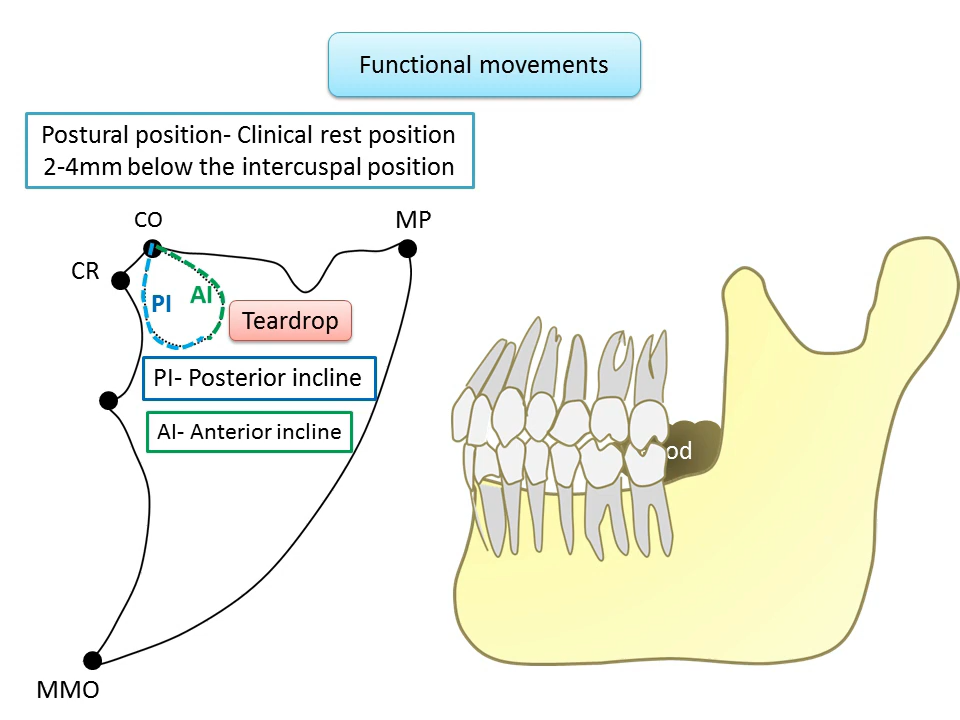 Functional movements
Postural position- Clinical rest position
2-4mm below the intercuspal position
CO
MP
CR
PI
AI
Teardrop
PI- Posterior incline
AI- Anterior incline
MMO